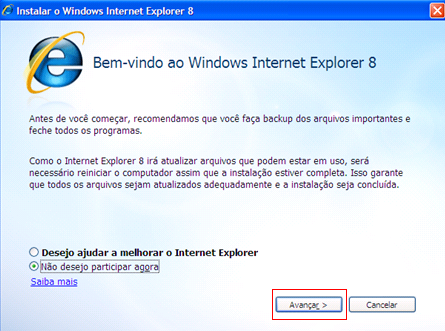 Instalar o Windows Internet Explorer 8
Bem-vindo ao Windows Internet Explorer 8
Antes de você começar, recomendamos que você faça backup dos arquivos importantes e
feche todos os programas.
Como o Internet Explorer 8 irá atualizar arquivos que podem estar em uso, será
necessário reiniciar o computador assim que a instalação estiver completa. Isso garante
que todos os arquivos sejam atualizados adequadamente e a instalação seja concluída.
Desejo ajudar a melhorar o Internet Explorer
Não desejo participar agora
Saiba mais
Avançar > Cancelar